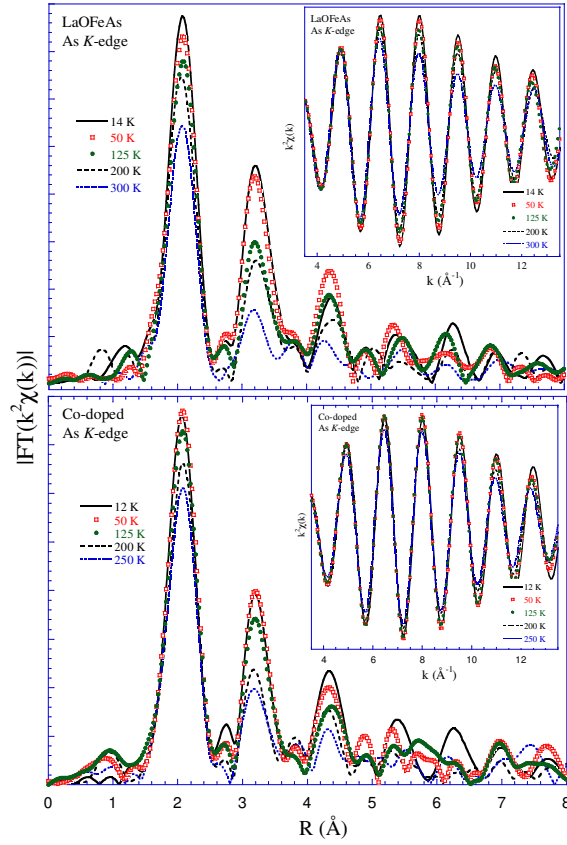 LaOFeAs
As K-edge
14 K
50 K
125 K
200 K
300 K
LaOFeAs
As K-edge
k²χ(k)
14 K
50 K
125 K
200 K
300 K
4 6 8 10 12
k (Å⁻¹)
|FT(k²χ(k))|
Co-doped
As K-edge
12 K
50 K
125 K
200 K
250 K
Co-doped
As K-edge
k²χ(k)
12 K
50 K
125 K
200 K
250 K
4 6 8 10 12
k (Å⁻¹)
0 1 2 3 4 5 6 7 8
R (Å)